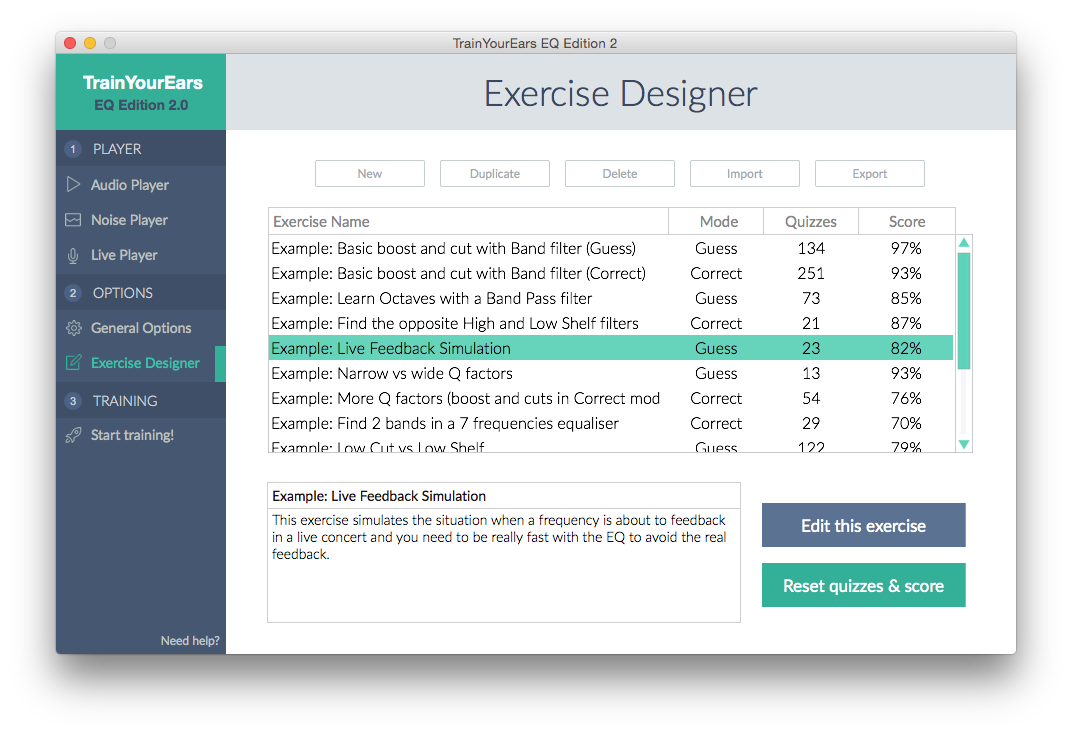 TrainYourEars EQ Edition 2
TrainYourEars
EQ Edition 2.0
Exercise Designer
1 PLAYER
Audio Player
Noise Player
Live Player
2 OPTIONS
General Options
Exercise Designer
3 TRAINING
Start training!
Need help?
New Duplicate Delete Import Export
Exercise Name Mode Quizzes Score
Example: Basic boost and cut with Band filter (Guess) Guess 134 97%
Example: Basic boost and cut with Band filter (Correct) Correct 251 93%
Example: Learn Octaves with a Band Pass filter Guess 73 85%
Example: Find the opposite High and Low Shelf filters Correct 21 87%
Example: Live Feedback Simulation Guess 23 82%
Example: Narrow vs wide Q factors Guess 13 93%
Example: More Q factors (boost and cuts in Correct mod Correct 54 76%
Example: Find 2 bands in a 7 frequencies equaliser Correct 29 70%
Example: Low Cut vs Low Shelf Guess 122 79%
Example: Live Feedback Simulation
This exercise simulates the situation when a frequency is about to feedback
in a live concert and you need to be really fast with the EQ to avoid the real
feedback.
Edit this exercise
Reset quizzes & score